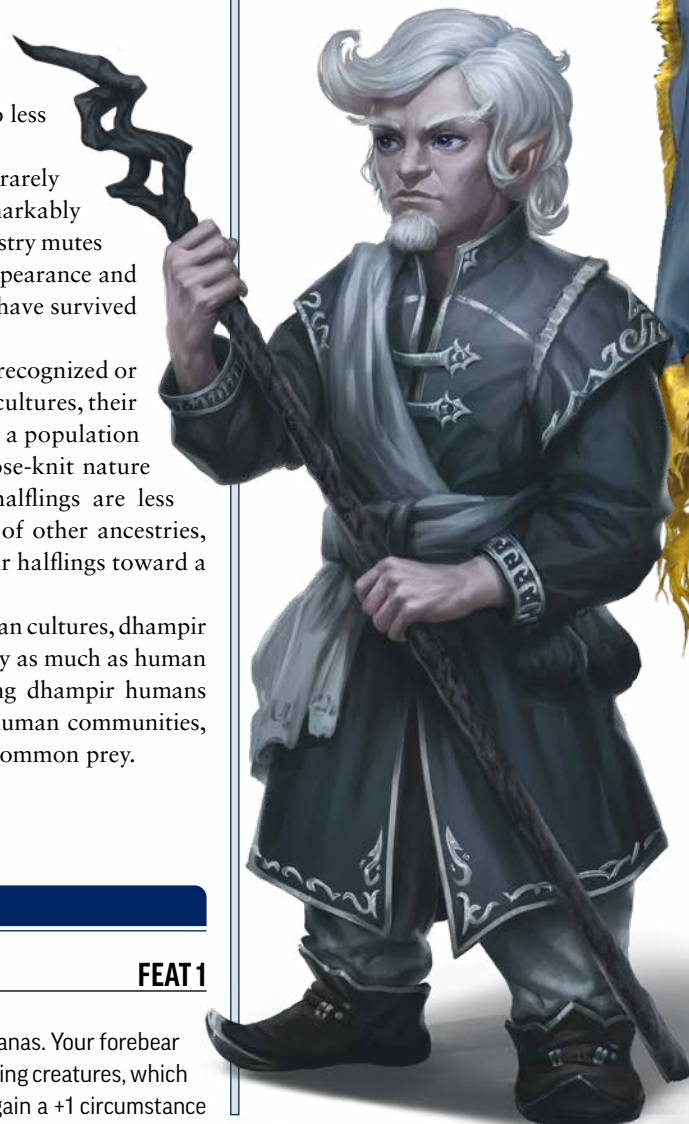 o less
rarely
markably
stry mutes
pearance and
have survived
recognized or
cultures, their
a population
ose-knit nature
halflings are less
of other ancestries,
r halflings toward a
an cultures, dhampir
y as much as human
ng dhampir humans
human communities,
ommon prey.
FEAT 1
anas. Your forebear
ing creatures, which
gain a +1 circumstance